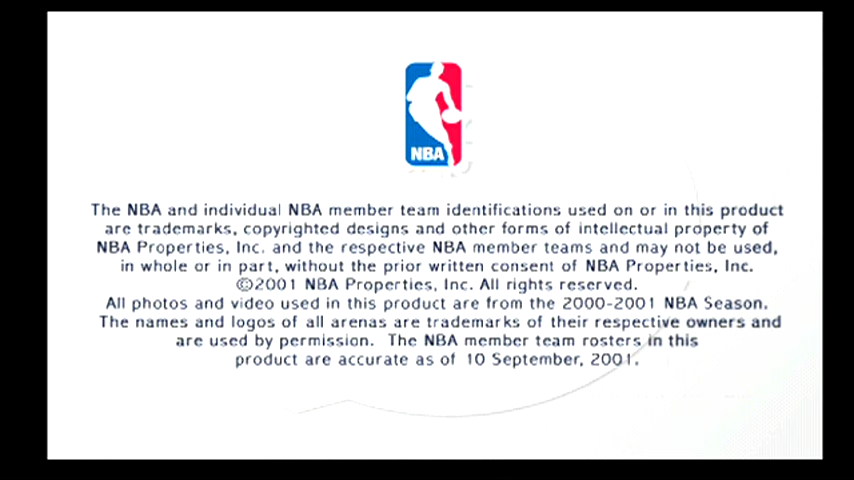 NBA
The NBA and individual NBA member team identifications used on or in this product
are trademarks, copyrighted designs and other forms of intellectual property of
NBA Properties, Inc. and the respective NBA member teams and may not be used,
in whole or in part, without the prior written consent of NBA Properties, Inc.
©2001 NBA Properties, Inc. All rights reserved.
All photos and video used in this product are from the 2000-2001 NBA Season.
The names and logos of all arenas are trademarks of their respective owners and
are used by permission. The NBA member team rosters in this
product are accurate as of 10 September, 2001.